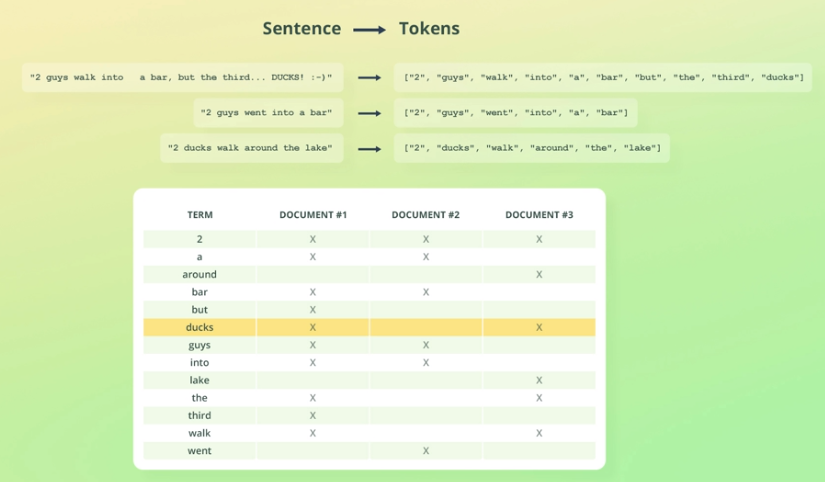 Sentence → Tokens
"2 guys walk into   a bar, but the third... DUCKS! :-)" → ["2", "guys", "walk", "into", "a", "bar", "but", "the", "third", "ducks"]
"2 guys went into a bar" → ["2", "guys", "went", "into", "a", "bar"]
"2 ducks walk around the lake" → ["2", "ducks", "walk", "around", "the", "lake"]
TERM DOCUMENT #1 DOCUMENT #2 DOCUMENT #3
2 X X X
a X X
around X
bar X X
but X
ducks X X
guys X X
into X X
lake X
the X X
third X
walk X X
went X